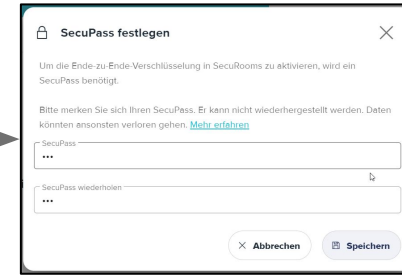 SecuPass festlegen
Um die Ende-zu-Ende-Verschlüsselung in SecuRooms zu aktivieren, wird ein
SecuPass benötigt.
Bitte merken Sie sich Ihren SecuPass. Er kann nicht wiederhergestellt werden. Daten
könnten ansonsten verloren gehen. Mehr erfahren
SecuPass
•••
SecuPass wiederholen
•••
Abbrechen
Speichern